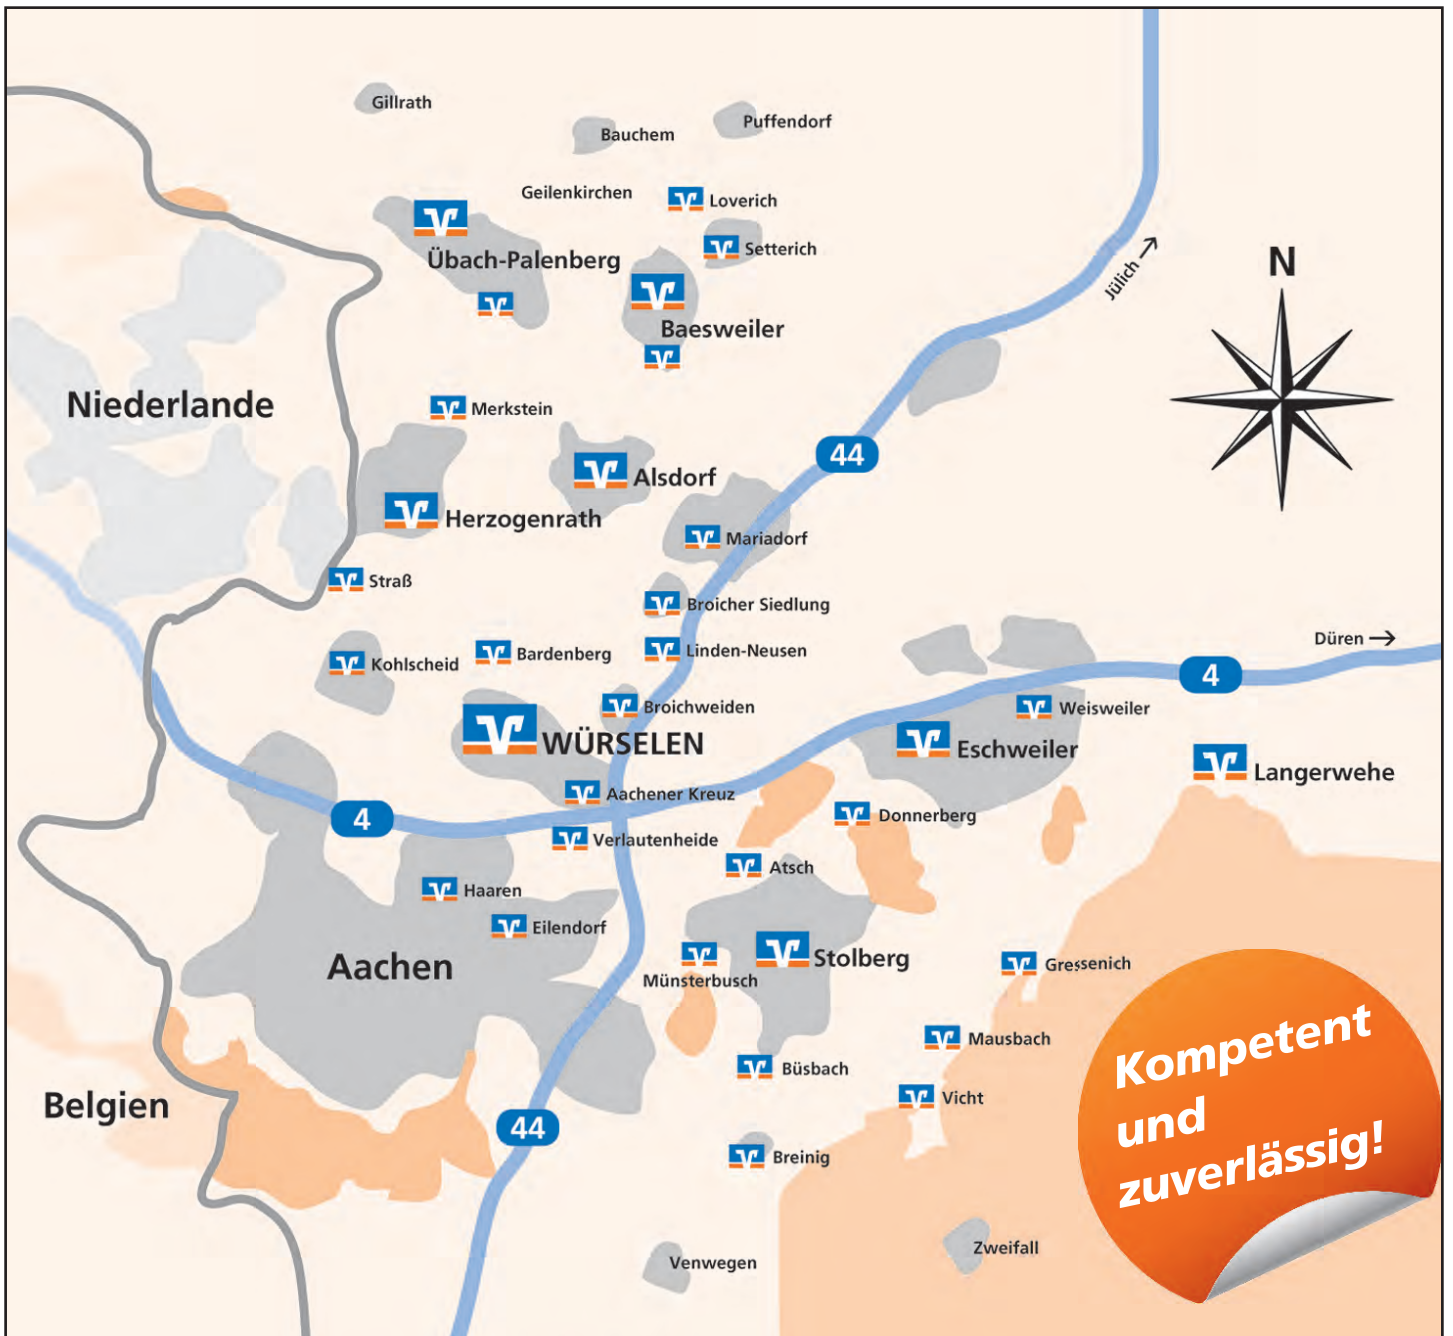 Gillrath
Bauchem
Puffendorf
Geilenkirchen
Loverich
Übach-Palenberg
Setterich
Jülich
N
Baesweiler
Niederlande
Merkstein
44
Alsdorf
Herzogenrath
Mariadorf
Straß
Broicher Siedlung
Düren
Kohlscheid
Bardenberg
Linden-Neusen
4
Broichweiden
Weisweiler
WÜRSELEN
Eschweiler
Langerwehe
Aachener Kreuz
4
Donnerberg
Verlautenheide
Atsch
Haaren
Eilendorf
Aachen
Stolberg
Gressenich
Münsterbusch
Mausbach
Büsbach
Belgien
Vicht
44
Breinig
Kompetent
und
zuverlässig!
Zweifall
Venwegen